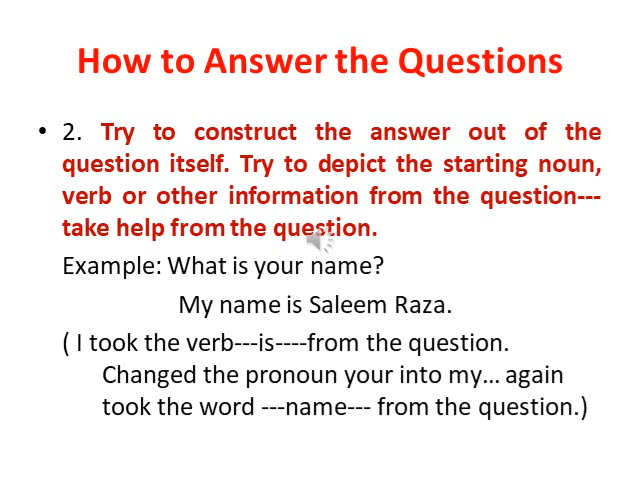 How to Answer the Questions
• 2. Try to construct the answer out of the
question itself. Try to depict the starting noun,
verb or other information from the question---
take help from the question.
Example: What is your name?
My name is Saleem Raza.
( I took the verb---is----from the question.
Changed the pronoun your into my… again
took the word ---name--- from the question.)